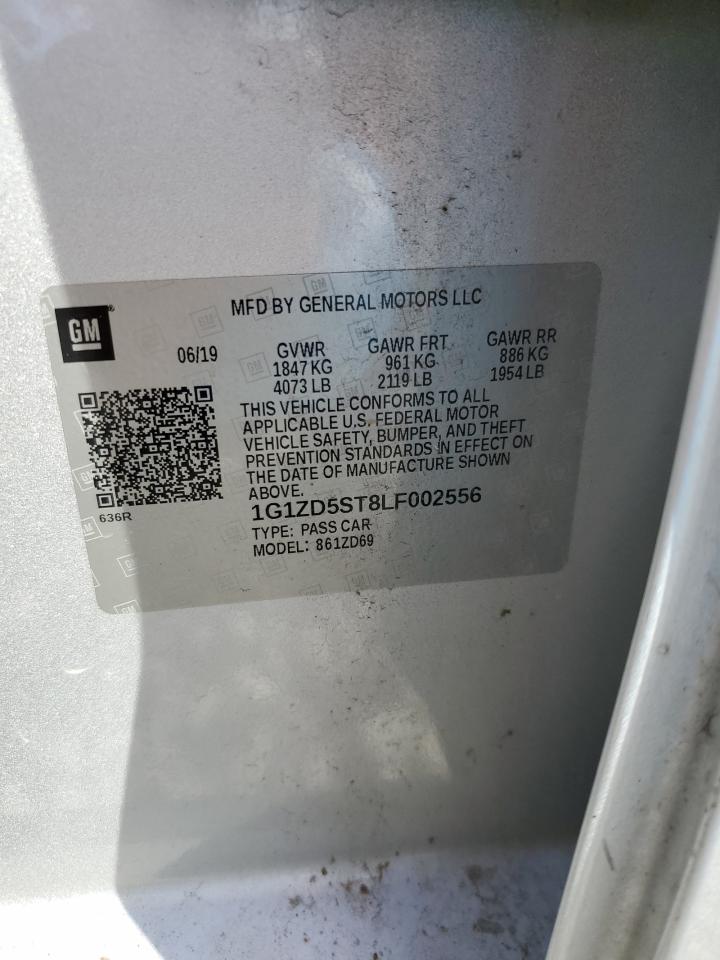 GM
MFD BY GENERAL MOTORS LLC
06/19
GVWR
1847 KG
4073 LB
GAWR FRT
961 KG
2119 LB
GAWR RR
886 KG
1954 LB
THIS VEHICLE CONFORMS TO ALL
APPLICABLE U.S. FEDERAL MOTOR
VEHICLE SAFETY, BUMPER, AND THEFT
PREVENTION STANDARDS IN EFFECT ON
THE DATE OF MANUFACTURE SHOWN
ABOVE.
636R
1G1ZD5ST8LF002556
TYPE: PASS CAR
MODEL: 861ZD69